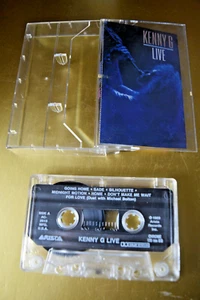 KENNY G
LIVE
GOING HOME • SADE • SILHOUETTE •
MIDNIGHT MOTION • HOME • DON'T MAKE ME WAIT
FOR LOVE (Duet with Michael Bolton)
ARISTA
KENNY G LIVE